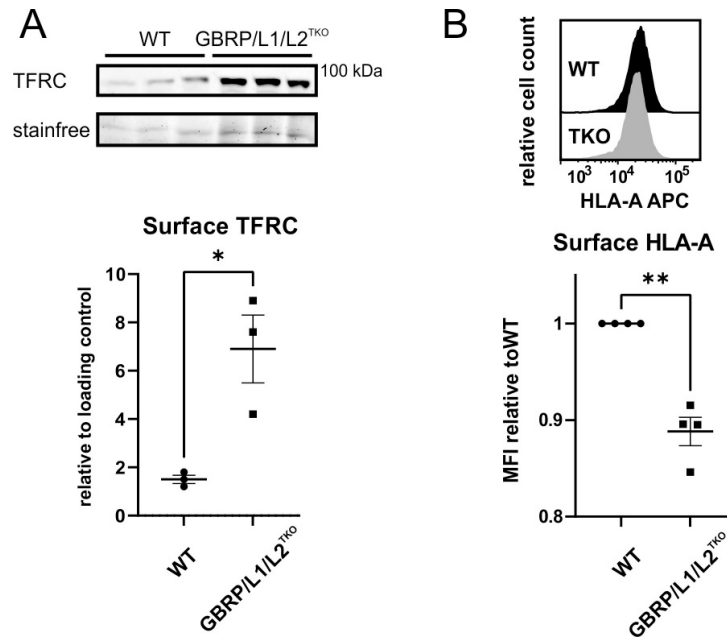 A
WT GBRP/L1/L2TKO
TFRC 100 kDa
stainfree
Surface TFRC
*
relative to loading control
10
8
6
4
2
0
WT
GBRP/L1/L2TKO
B
relative cell count
WT
TKO
10³ 10⁴ 10⁵
HLA-A APC
Surface HLA-A
**
MFI relative toWT
1
0.9
0.8
WT
GBRP/L1/L2TKO